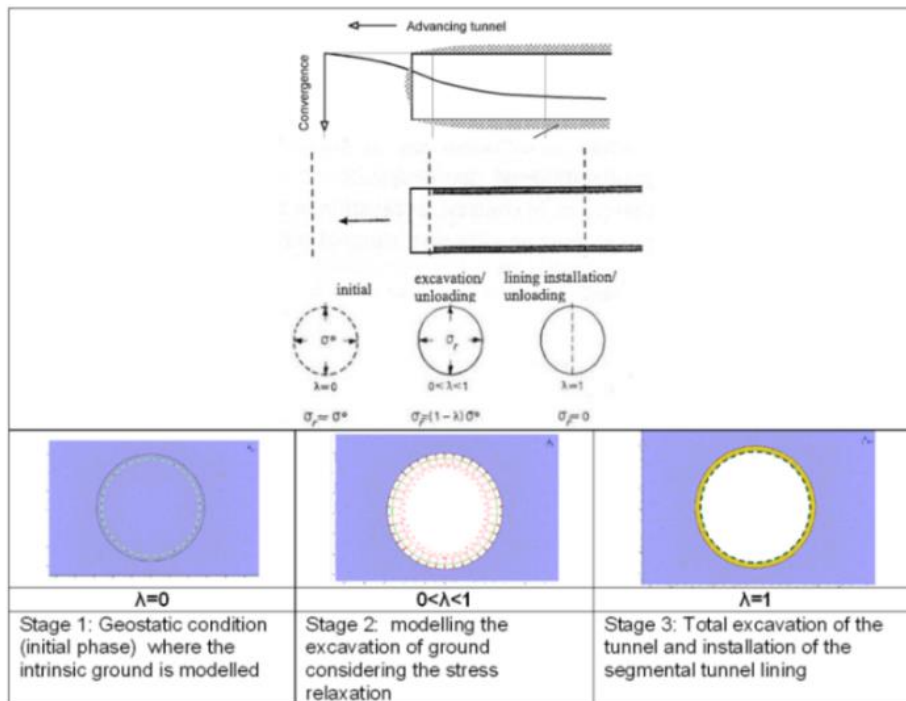 Advancing tunnel
Convergence
initial
excavation/
unloading
lining installation/
unloading
σ°
σr
λ=0
0<λ<1
λ=1
σr=σ°
σr=(1-λ)σ°
σr=0
λ=0
0<λ<1
λ=1
Stage 1: Geostatic condition
(initial phase) where the
intrinsic ground is modelled
Stage 2: modelling the
excavation of ground
considering the stress
relaxation
Stage 3: Total excavation of the
tunnel and installation of the
segmental tunnel lining